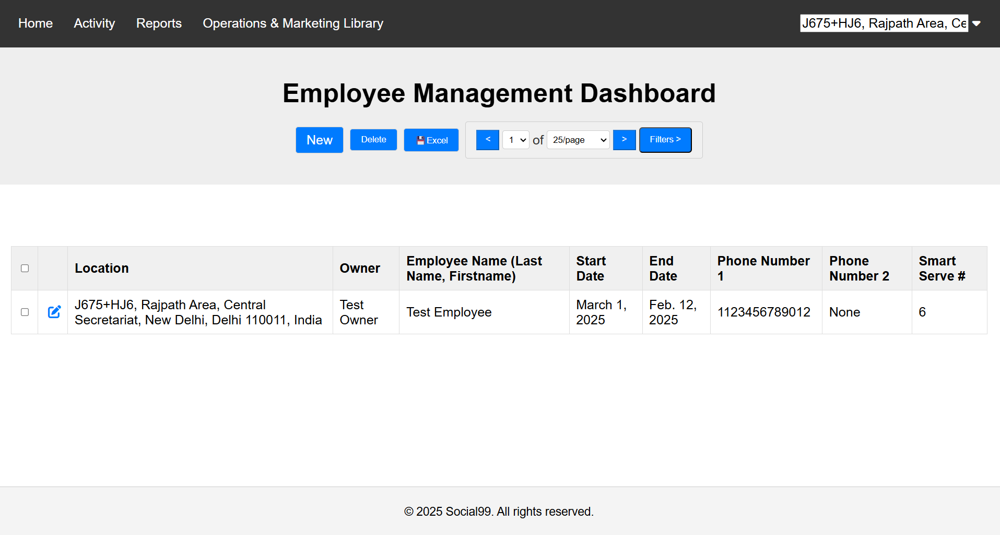 Home Activity Reports Operations & Marketing Library J675+HJ6, Rajpath Area, Ce
Employee Management Dashboard
New Delete Excel < 1 of 25/page > Filters >
Location Owner Employee Name (Last Name, Firstname) Start Date End Date Phone Number 1 Phone Number 2 Smart Serve #
J675+HJ6, Rajpath Area, Central Secretariat, New Delhi, Delhi 110011, India Test Owner Test Employee March 1, 2025 Feb. 12, 2025 1123456789012 None 6
© 2025 Social99. All rights reserved.